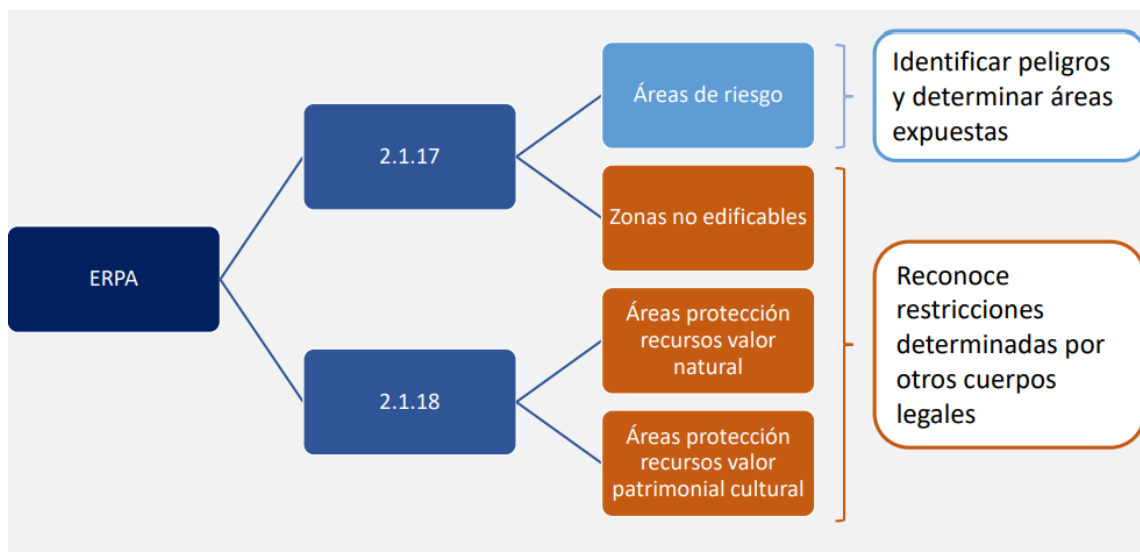 ERPA
2.1.17
2.1.18
Áreas de riesgo
Zonas no edificables
Áreas protección
recursos valor
natural
Áreas protección
recursos valor
patrimonial cultural
Identificar peligros
y determinar áreas
expuestas
Reconoce
restricciones
determinadas por
otros cuerpos
legales